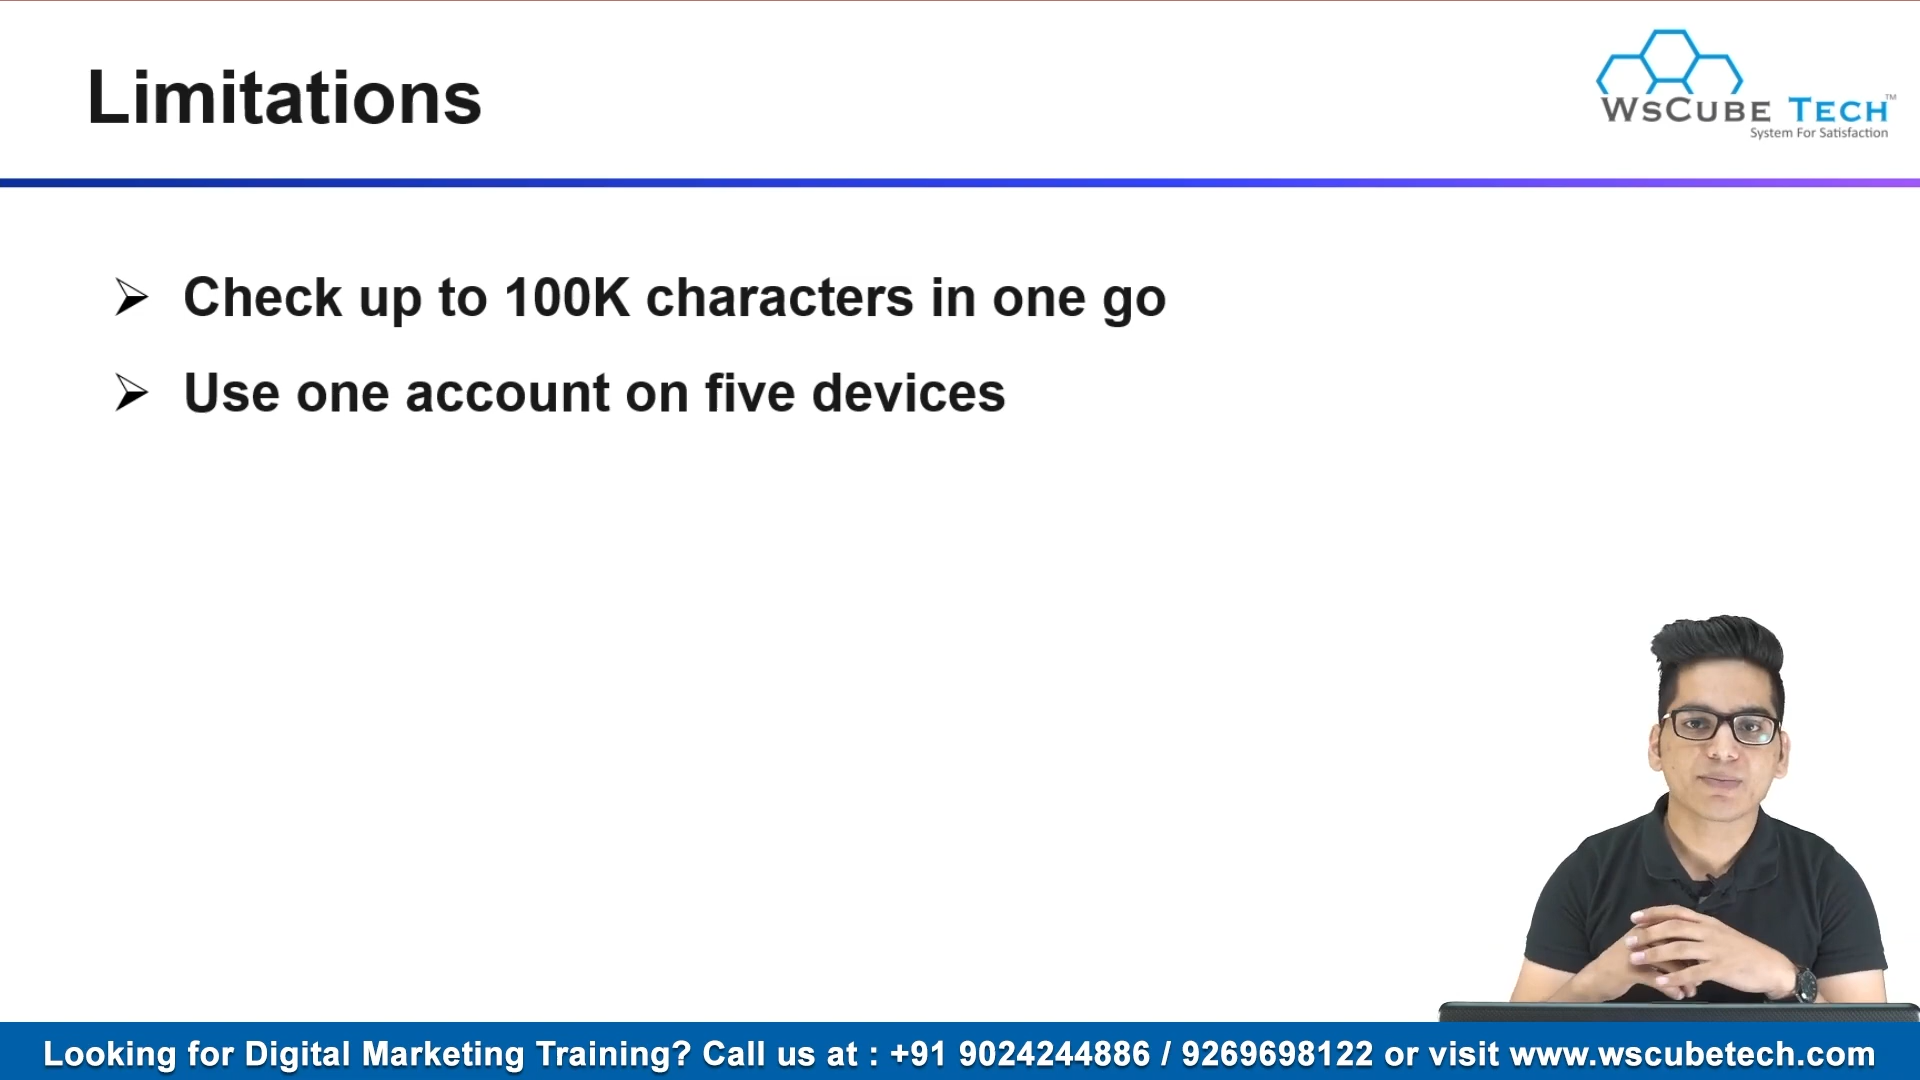 Limitations
WsCube Tech™
System For Satisfaction
➢ Check up to 100K characters in one go
➢ Use one account on five devices
Looking for Digital Marketing Training? Call us at : +91 9024244886 / 9269698122 or visit www.wscubetech.com